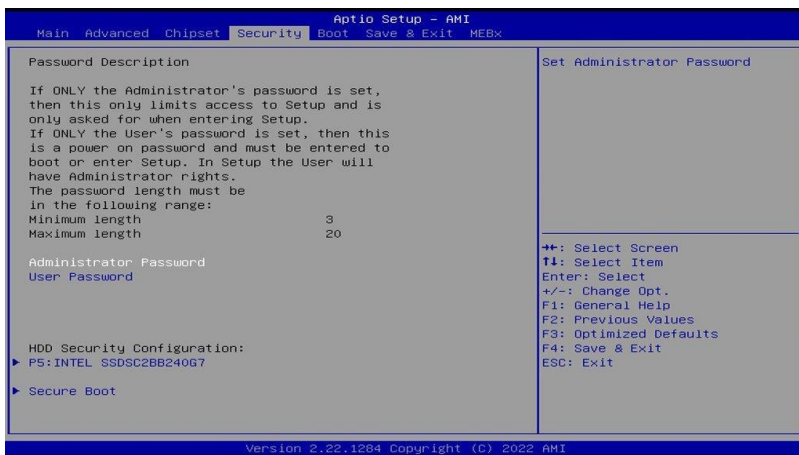 Aptio Setup – AMI
Main Advanced Chipset Security Boot Save & Exit MEBx
Password Description
If ONLY the Administrator's password is set,
then this only limits access to Setup and is
only asked for when entering Setup.
If ONLY the User's password is set, then this
is a power on password and must be entered to
boot or enter Setup. In Setup the User will
have Administrator rights.
The password length must be
in the following range:
Minimum length 3
Maximum length 20
Administrator Password
User Password
HDD Security Configuration:
► P5:INTEL SSDSC2BB240G7
► Secure Boot
Set Administrator Password
→←: Select Screen
↑↓: Select Item
Enter: Select
+/-: Change Opt.
F1: General Help
F2: Previous Values
F3: Optimized Defaults
F4: Save & Exit
ESC: Exit
Version 2.22.1284 Copyright (C) 2022 AMI